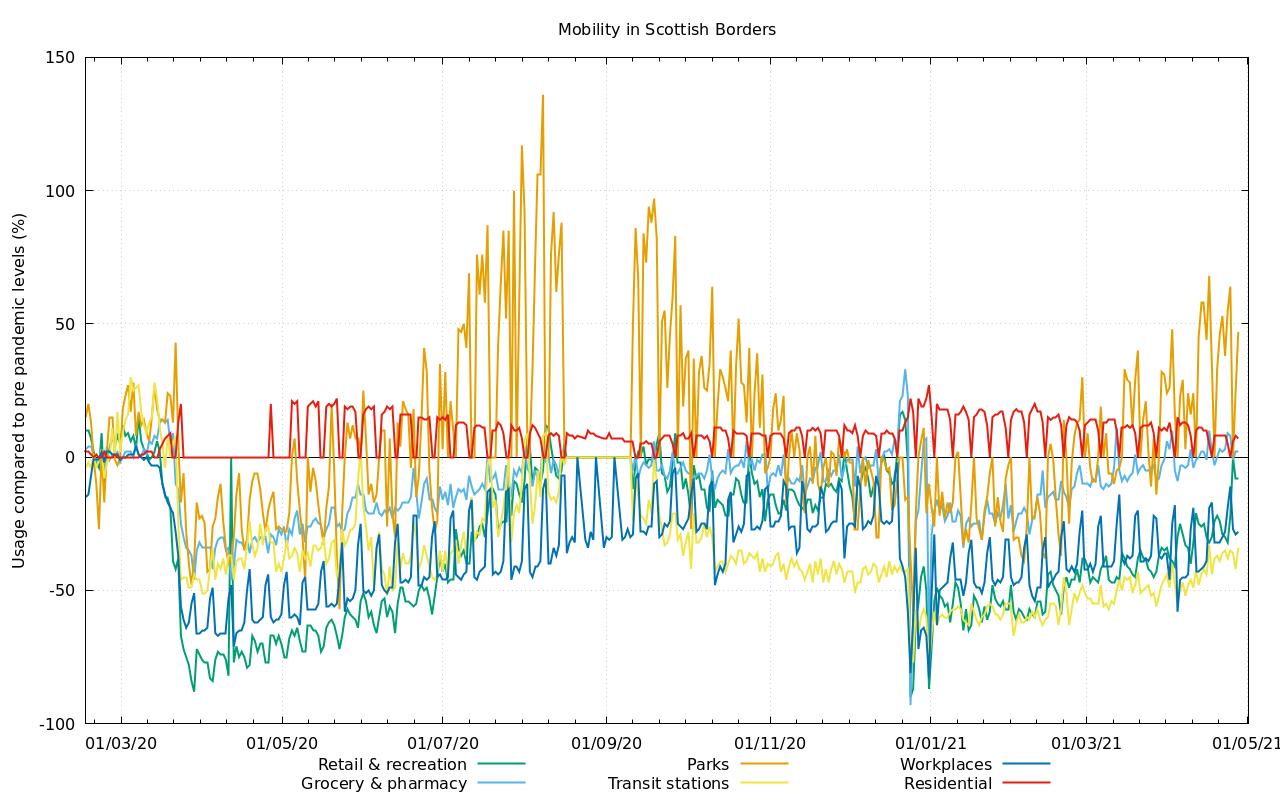 Mobility in Scottish Borders
Usage compared to pre pandemic levels (%)
150
100
50
0
-50
-100
01/03/20 01/05/20 01/07/20 01/09/20 01/11/20 01/01/21 01/03/21 01/05/21
Retail & recreation Parks Workplaces
Grocery & pharmacy Transit stations Residential